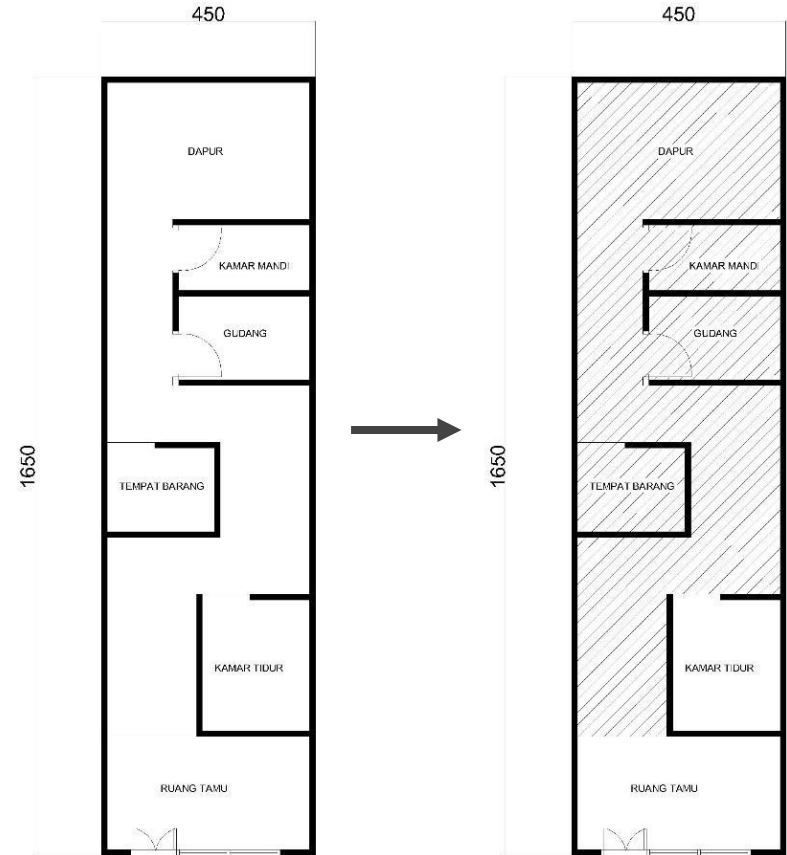 450
DAPUR
KAMAR MANDI
GUDANG
1650
TEMPAT BARANG
KAMAR TIDUR
RUANG TAMU
450
DAPUR
KAMAR MANDI
GUDANG
1650
TEMPAT BARANG
KAMAR TIDUR
RUANG TAMU